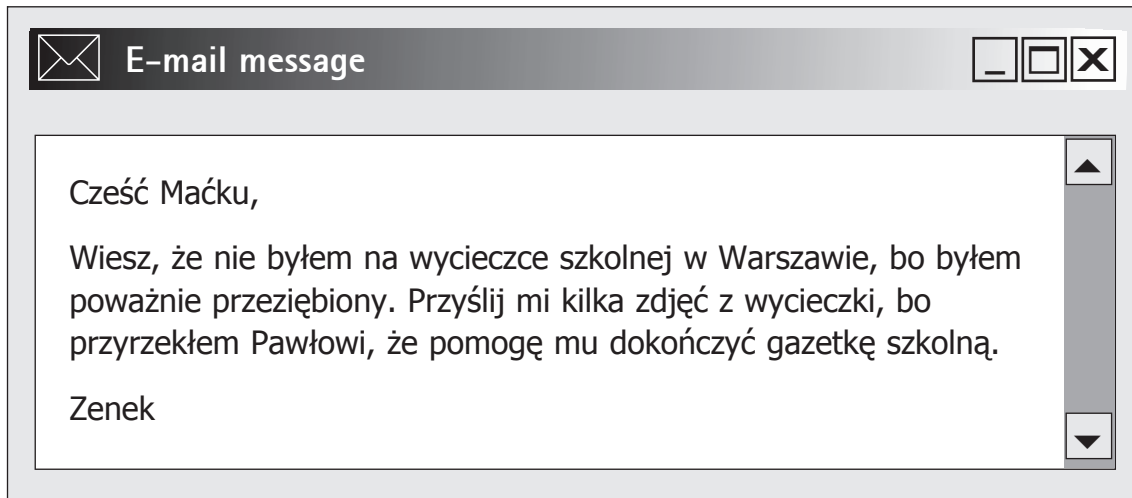 E-mail message
Cześć Maćku,
Wiesz, że nie byłem na wycieczce szkolnej w Warszawie, bo byłem
poważnie przeziębiony. Przyślij mi kilka zdjęć z wycieczki, bo
przyrzekłem Pawłowi, że pomogę mu dokończyć gazetkę szkolną.
Zenek